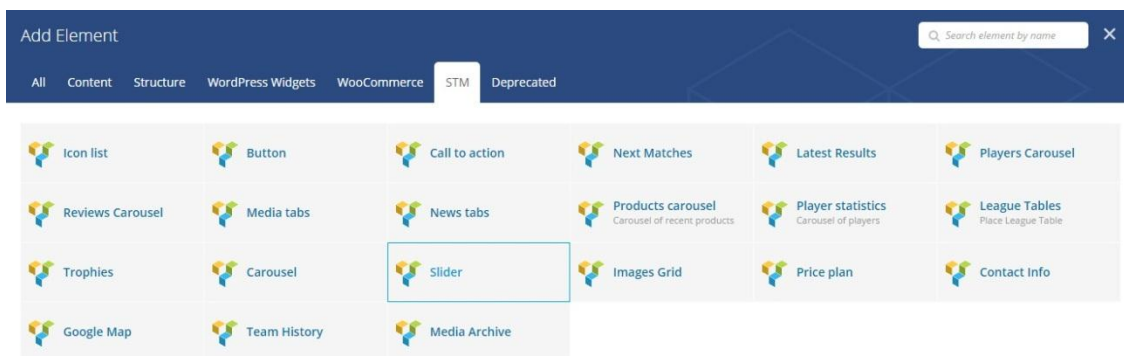 Add Element
Search element by name
All Content Structure WordPress Widgets WooCommerce STM Deprecated
Icon list
Button
Call to action
Next Matches
Latest Results
Players Carousel
Reviews Carousel
Media tabs
News tabs
Products carousel
Carousel of recent products
Player statistics
Carousel of players
League Tables
Place League Table
Trophies
Carousel
Slider
Images Grid
Price plan
Contact Info
Google Map
Team History
Media Archive